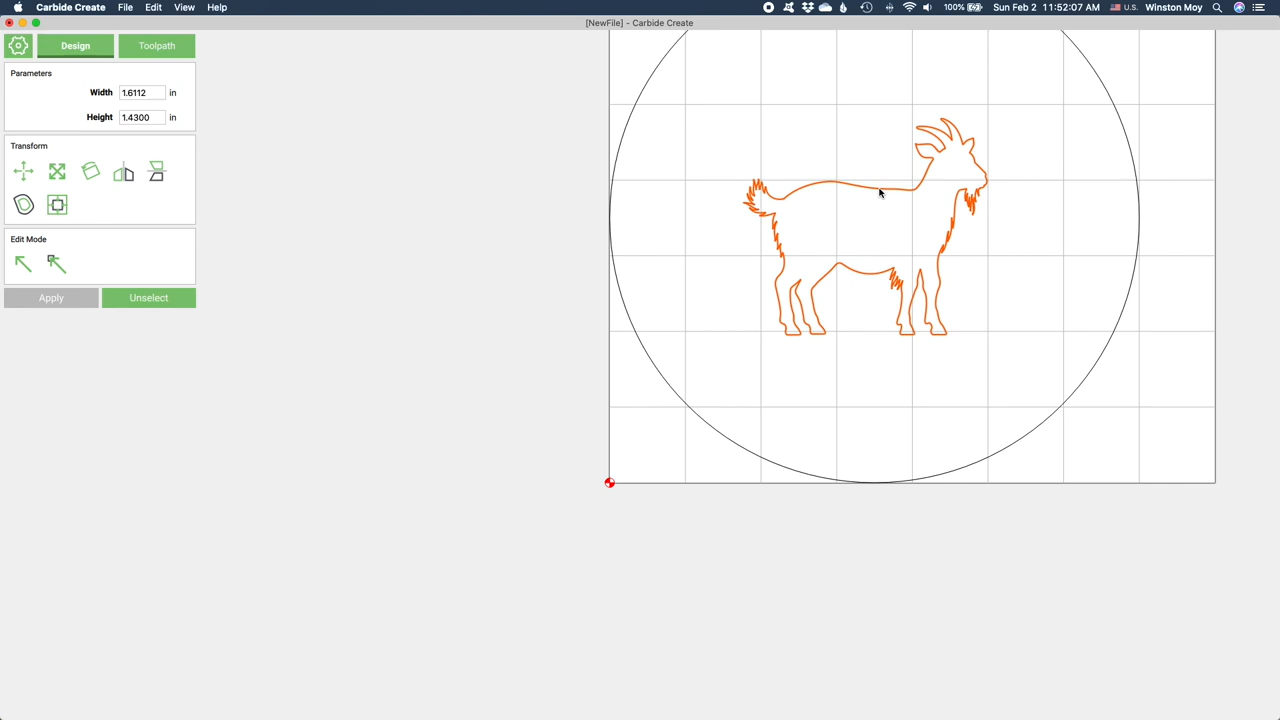 Carbide Create File Edit View Help 100% U.S. Sun Feb 2 11:52:07 AM Winston Moy
[NewFile] - Carbide Create
Design Toolpath
Parameters
Width 1.6112 in
Height 1.4300 in
Transform
Edit Mode
Apply Unselect